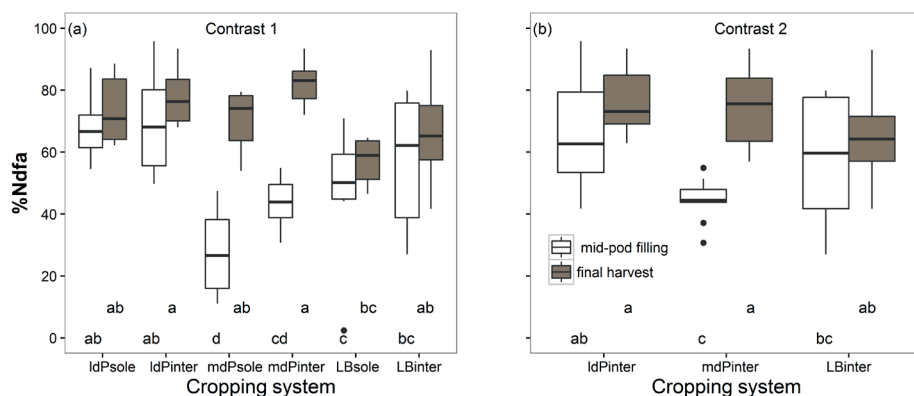 (a)
Contrast 1
100
80
60
40
20
0
%Ndfa
ab a ab a bc ab
ab ab d cd c bc
ldPsole ldPinter mdPsole mdPinter LBsole LBinter
Cropping system
(b)
Contrast 2
mid-pod filling
final harvest
a a ab
ab c bc
ldPinter mdPinter LBinter
Cropping system